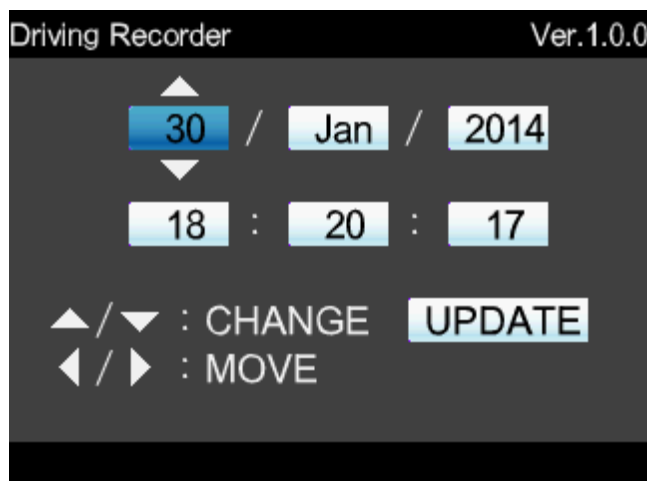 Driving Recorder Ver.1.0.0
30 / Jan / 2014
18 : 20 : 17
▲/▼ : CHANGE UPDATE
◀/▶ : MOVE